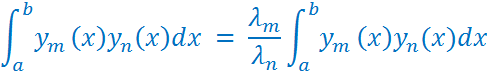 ∫_a^b y_m (x)y_n(x)dx = λ_m/λ_n ∫_a^b y_m (x)y_n(x)dx